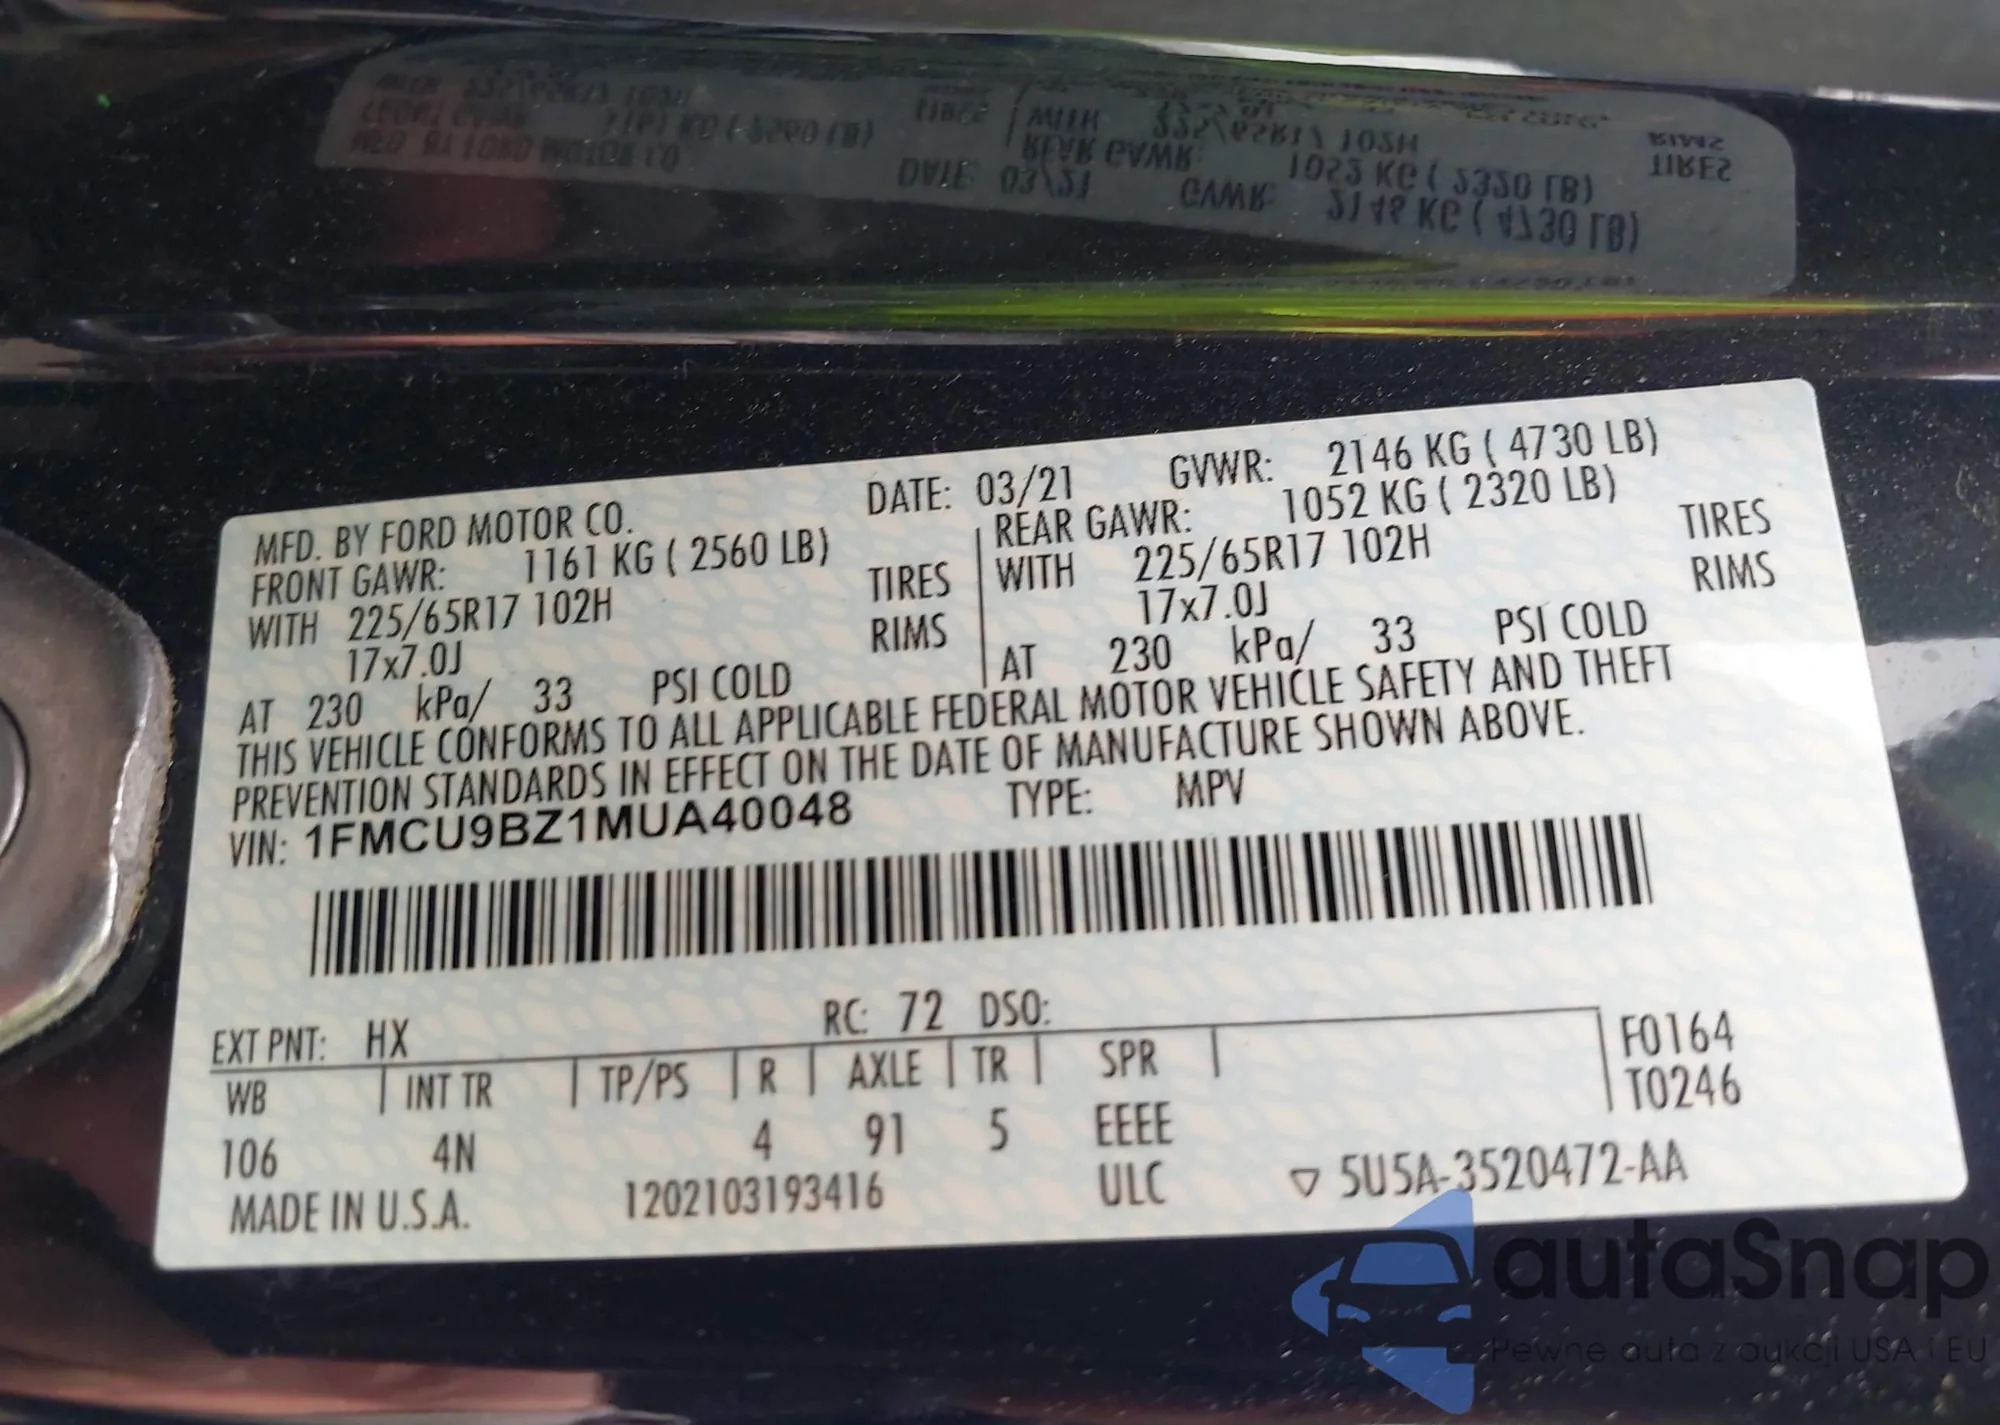 MFD. BY FORD MOTOR CO. DATE: 03/21 GVWR: 2146 KG ( 4730 LB)
FRONT GAWR: 1161 KG ( 2560 LB) REAR GAWR: 1052 KG ( 2320 LB)
WITH 225/65R17 102H TIRES WITH 225/65R17 102H TIRES
17x7.0J RIMS 17x7.0J RIMS
AT 230 kPa/ 33 PSI COLD AT 230 kPa/ 33 PSI COLD
THIS VEHICLE CONFORMS TO ALL APPLICABLE FEDERAL MOTOR VEHICLE SAFETY AND THEFT
PREVENTION STANDARDS IN EFFECT ON THE DATE OF MANUFACTURE SHOWN ABOVE.
VIN: 1FMCU9BZ1MUA40048 TYPE: MPV
EXT PNT: HX RC: 72 DSO:
WB INT TR TP/PS R AXLE TR SPR F0164
106 4N 4 91 5 EEEE T0246
MADE IN U.S.A. 1202103193416 ULC ▽ 5U5A-3520472-AA
autaSnap
Pewne auta z aukcji USA i EU